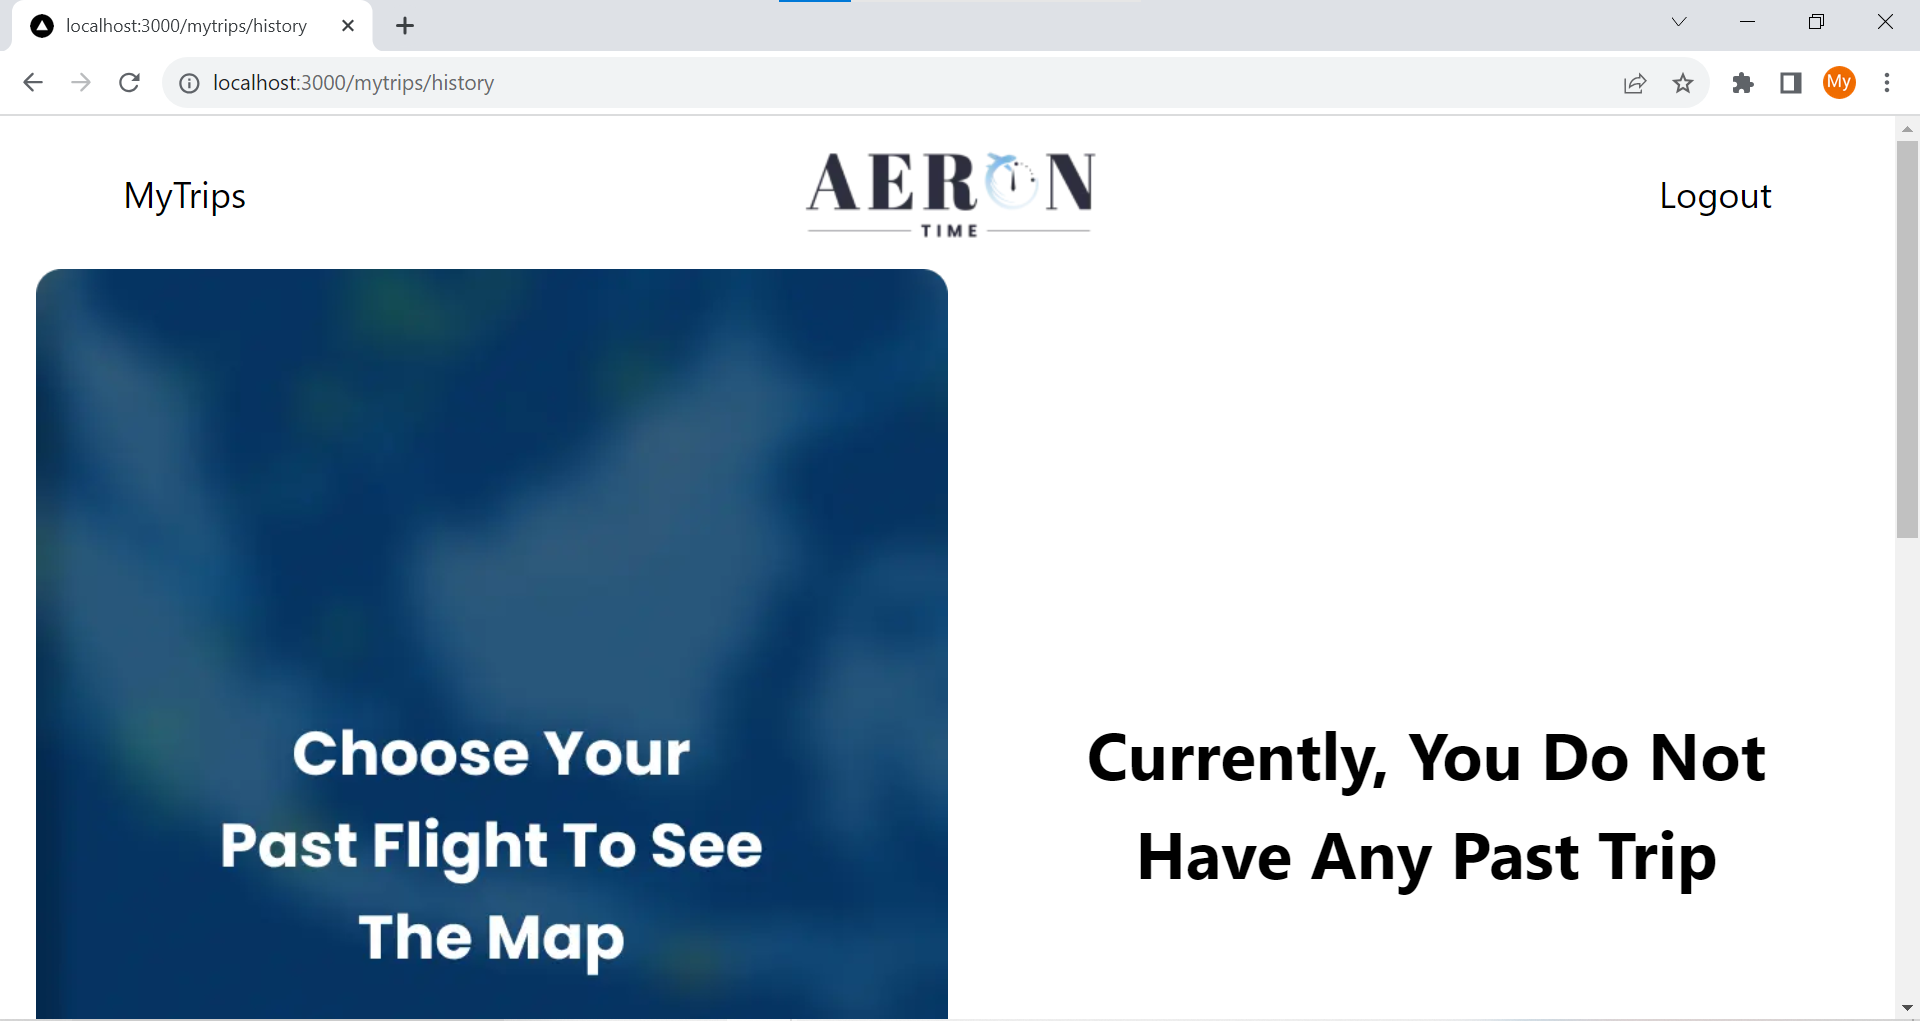 localhost:3000/mytrips/history
localhost:3000/mytrips/history
My
MyTrips
AERON
TIME
Logout
Choose Your
Past Flight To See
The Map
Currently, You Do Not
Have Any Past Trip